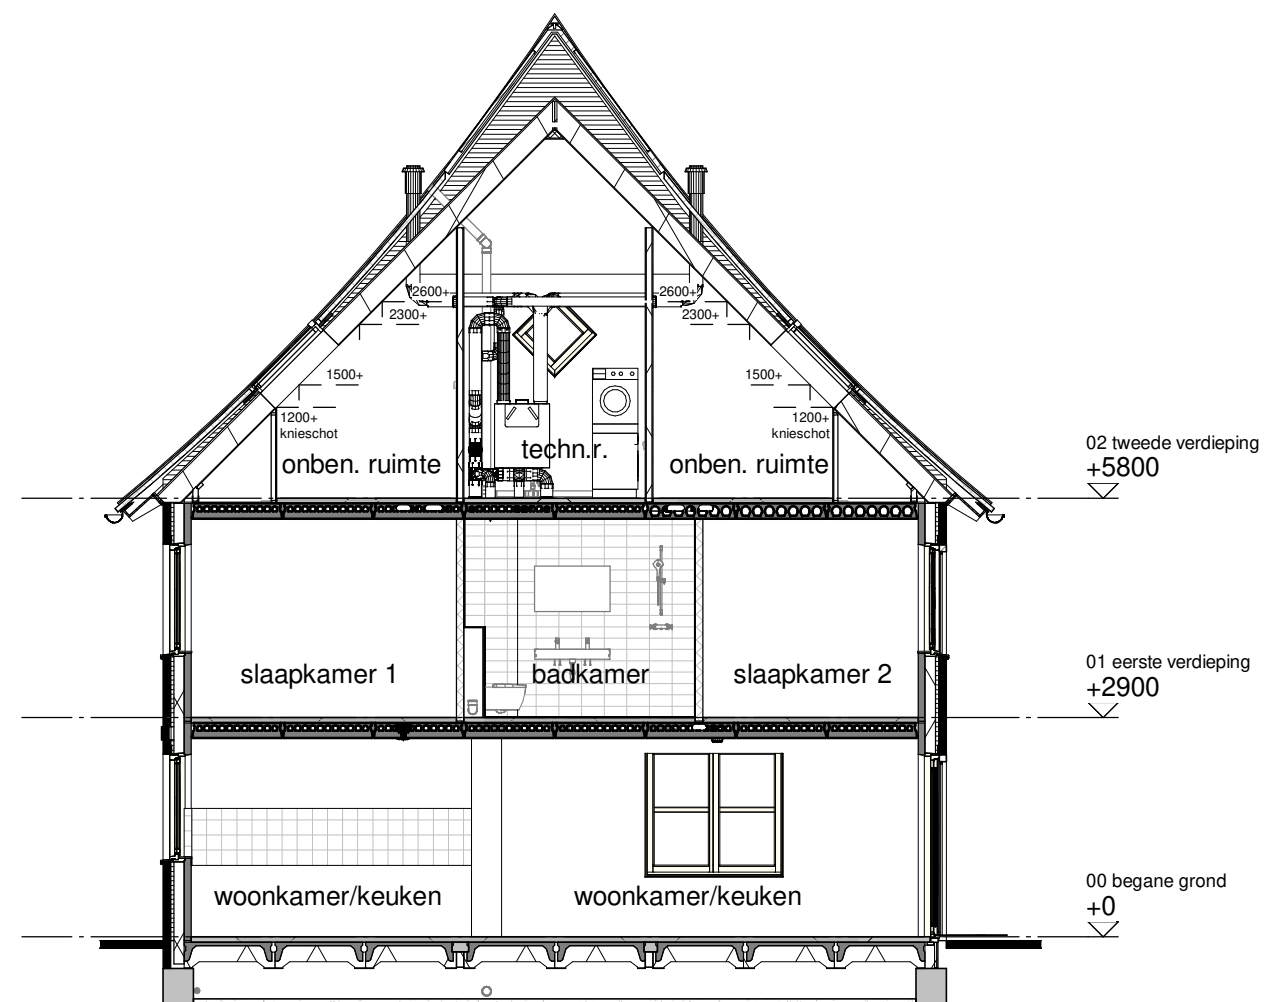 2600+
2600+
2300+
2300+
1500+
1500+
1200+
knieschot
1200+
knieschot
onben. ruimte
techn.r.
onben. ruimte
02 tweede verdieping
+5800
slaapkamer 1
badkamer
slaapkamer 2
01 eerste verdieping
+2900
woonkamer/keuken
woonkamer/keuken
00 begane grond
+0